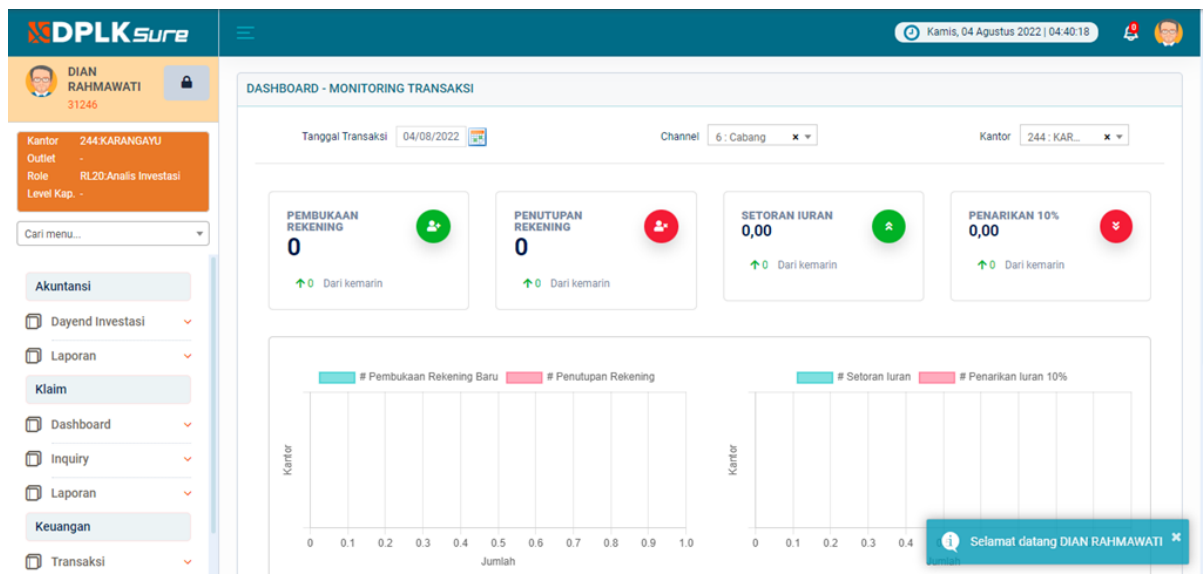 DPLK Sure
Kamis, 04 Agustus 2022 | 04:40:18
0
DIAN
RAHMAWATI
31246
Kantor 244:KARANGAYU
Outlet -
Role RL20:Analis Investasi
Level Kap. -
Cari menu...
Akuntansi
Dayend Investasi
Laporan
Klaim
Dashboard
Inquiry
Laporan
Keuangan
Transaksi
DASHBOARD - MONITORING TRANSAKSI
Tanggal Transaksi 04/08/2022
Channel 6 : Cabang x
Kantor 244 : KAR... x
PEMBUKAAN
REKENING
0
0 Dari kemarin
PENUTUPAN
REKENING
0
0 Dari kemarin
SETORAN IURAN
0,00
0 Dari kemarin
PENARIKAN 10%
0,00
0 Dari kemarin
# Pembukaan Rekening Baru # Penutupan Rekening
Kantor
0 0.1 0.2 0.3 0.4 0.5 0.6 0.7 0.8 0.9 1.0
Jumlah
# Setoran Iuran # Penarikan Iuran 10%
Kantor
0 0.1 0.2 0.3 0.4
Jumlah
Selamat datang DIAN RAHMAWATI ×